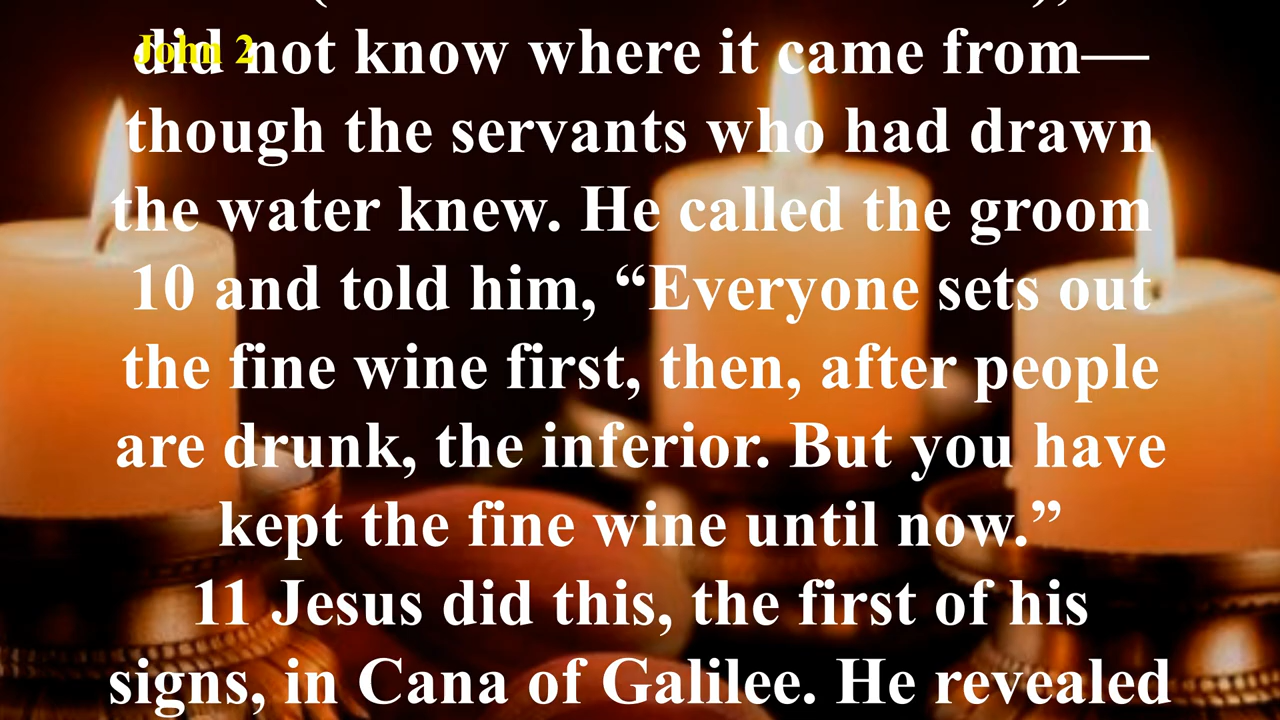 John 2
did not know where it came from—
though the servants who had drawn
the water knew. He called the groom
10 and told him, “Everyone sets out
the fine wine first, then, after people
are drunk, the inferior. But you have
kept the fine wine until now.”
11 Jesus did this, the first of his
signs, in Cana of Galilee. He revealed